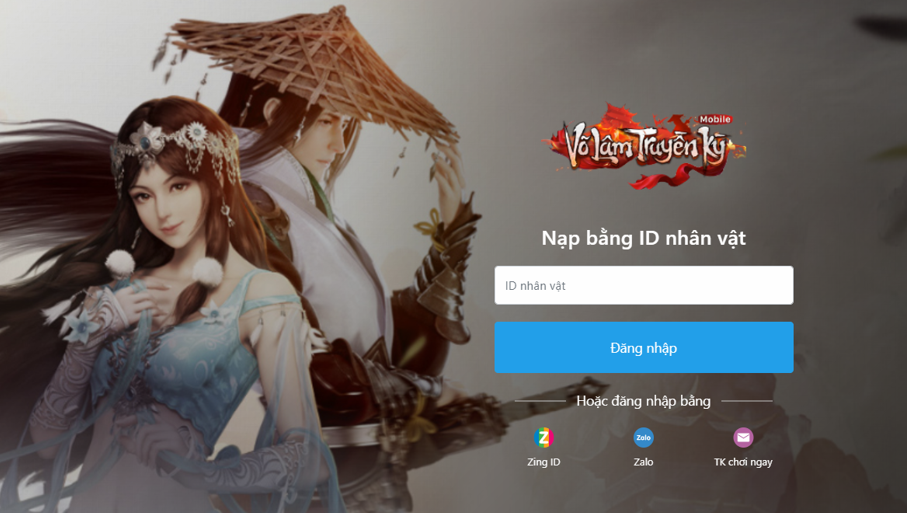 Mobile
Võ Lâm Truyền Kỳ
Nạp bằng ID nhân vật
ID nhân vật
Đăng nhập
Hoặc đăng nhập bằng
Z Zalo
Zing ID Zalo TK chơi ngay